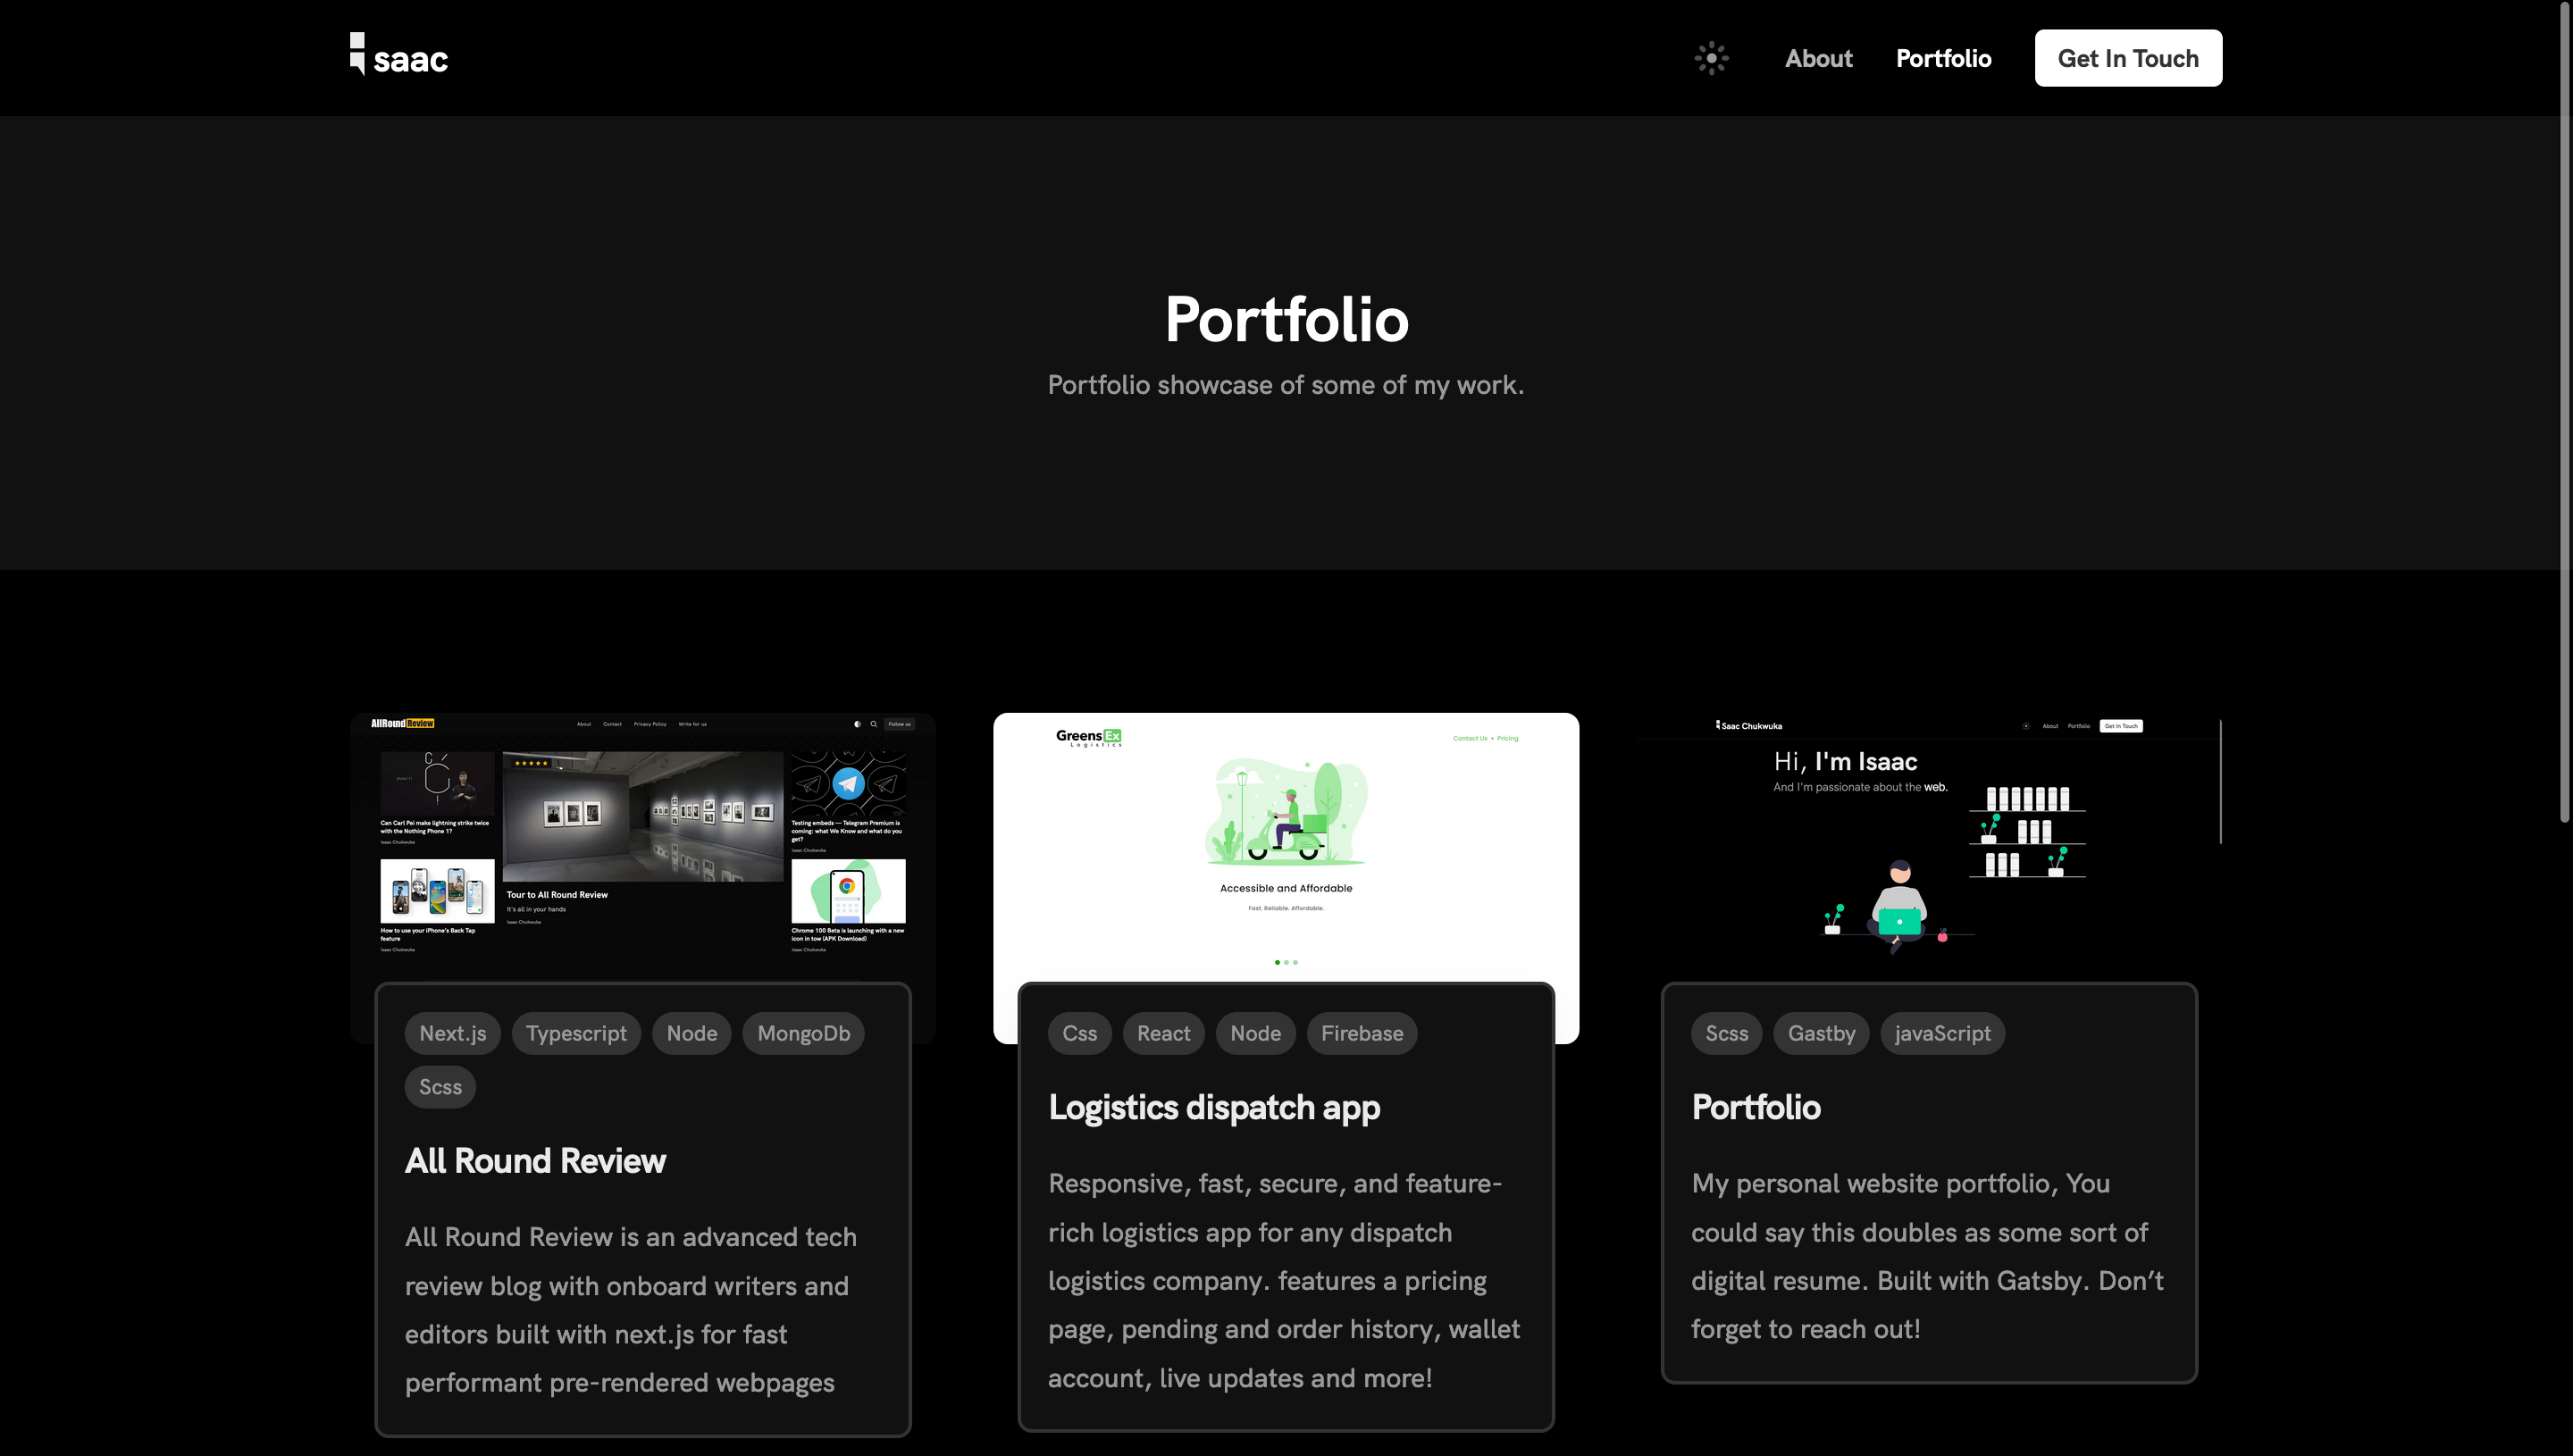 saac
About Portfolio Get In Touch
Portfolio
Portfolio showcase of some of my work.
AllRound Review
About Contact Privacy Policy Write for us
Follow us
Can Carl Pei make lightning strike twice
with the Nothing Phone 1?
Isaac Chukwuka
How to use your iPhone's Back Tap
feature
Isaac Chukwuka
Tour to All Round Review
It's all in your hands
Isaac Chukwuka
Testing embeds — Telegram Premium is
coming: what We Know and what do you
get?
Isaac Chukwuka
Chrome 100 Beta is launching with a new
icon in tow (APK Download)
Isaac Chukwuka
Next.js Typescript Node MongoDb
Scss
All Round Review
All Round Review is an advanced tech
review blog with onboard writers and
editors built with next.js for fast
performant pre-rendered webpages
GreensEx
Logistics
Contact Us • Pricing
Accessible and Affordable
Fast. Reliable. Affordable.
Css React Node Firebase
Logistics dispatch app
Responsive, fast, secure, and feature-
rich logistics app for any dispatch
logistics company. features a pricing
page, pending and order history, wallet
account, live updates and more!
Saac Chukwuka
About Portfolio Get In Touch
Hi, I'm Isaac
And I'm passionate about the web.
Scss Gastby javaScript
Portfolio
My personal website portfolio, You
could say this doubles as some sort of
digital resume. Built with Gatsby. Don’t
forget to reach out!